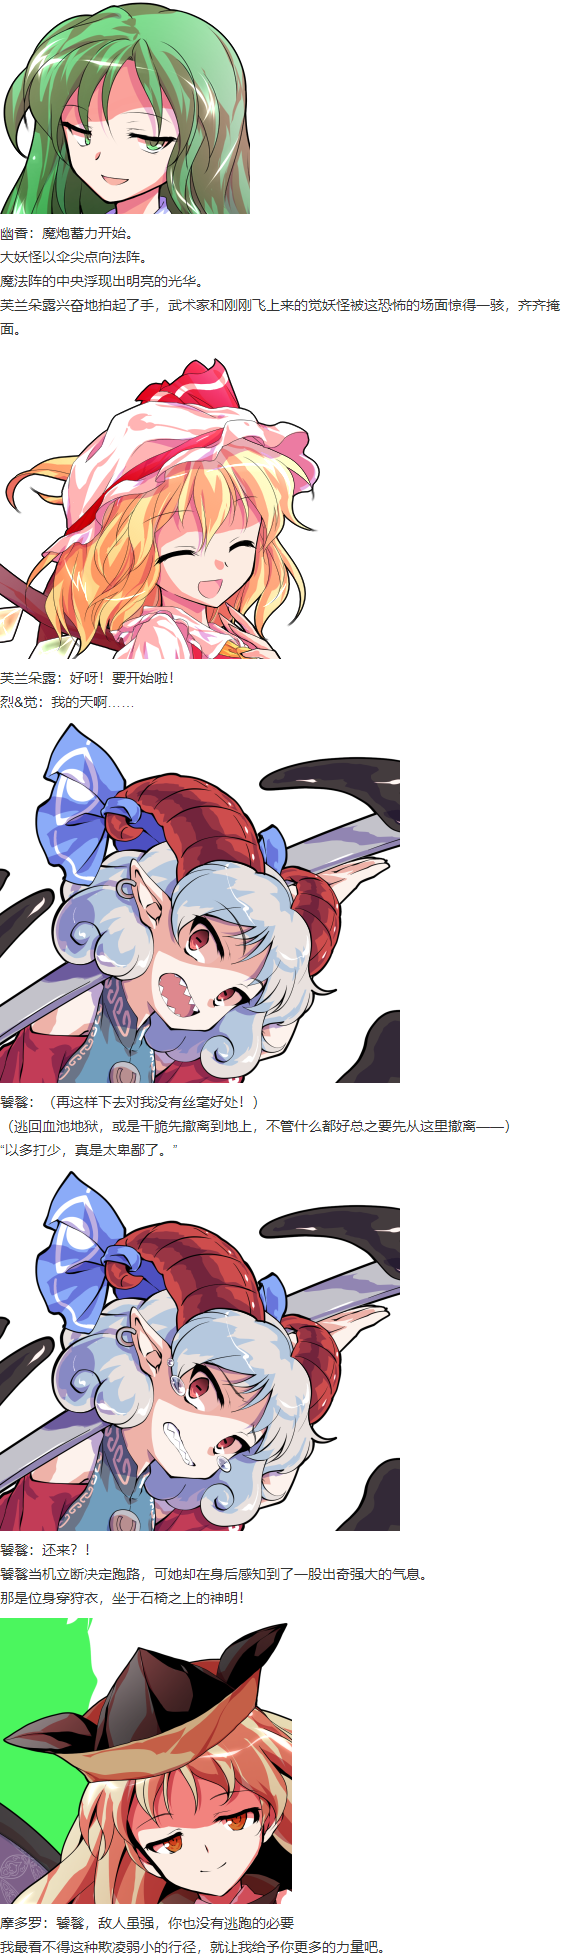 幽香：魔炮蓄力开始。
大妖怪以伞尖点向法阵。
魔法阵的中央浮现出明亮的光华。
芙兰朵露兴奋地拍起了手，武术家和刚刚飞上来的觉妖怪被这恐怖的场面惊得一骇，齐齐掩
面。
芙兰朵露：好呀！要开始啦！
烈&觉：我的天啊……
饕餮：（再这样下去对我没有丝毫好处！）
（逃回血池地狱，或是干脆先撤离到地上，不管什么都好总之要先从这里撤离——）
“以多打少，真是太卑鄙了。”
饕餮：还来？！
饕餮当机立断决定跑路，可她却在身后感知到了一股出奇强大的气息。
那是位身穿狩衣，坐于石椅之上的神明！
摩多罗：饕餮，敌人虽强，你也没有逃跑的必要
我最看不得这种欺凌弱小的行径，就让我给予你更多的力量吧。